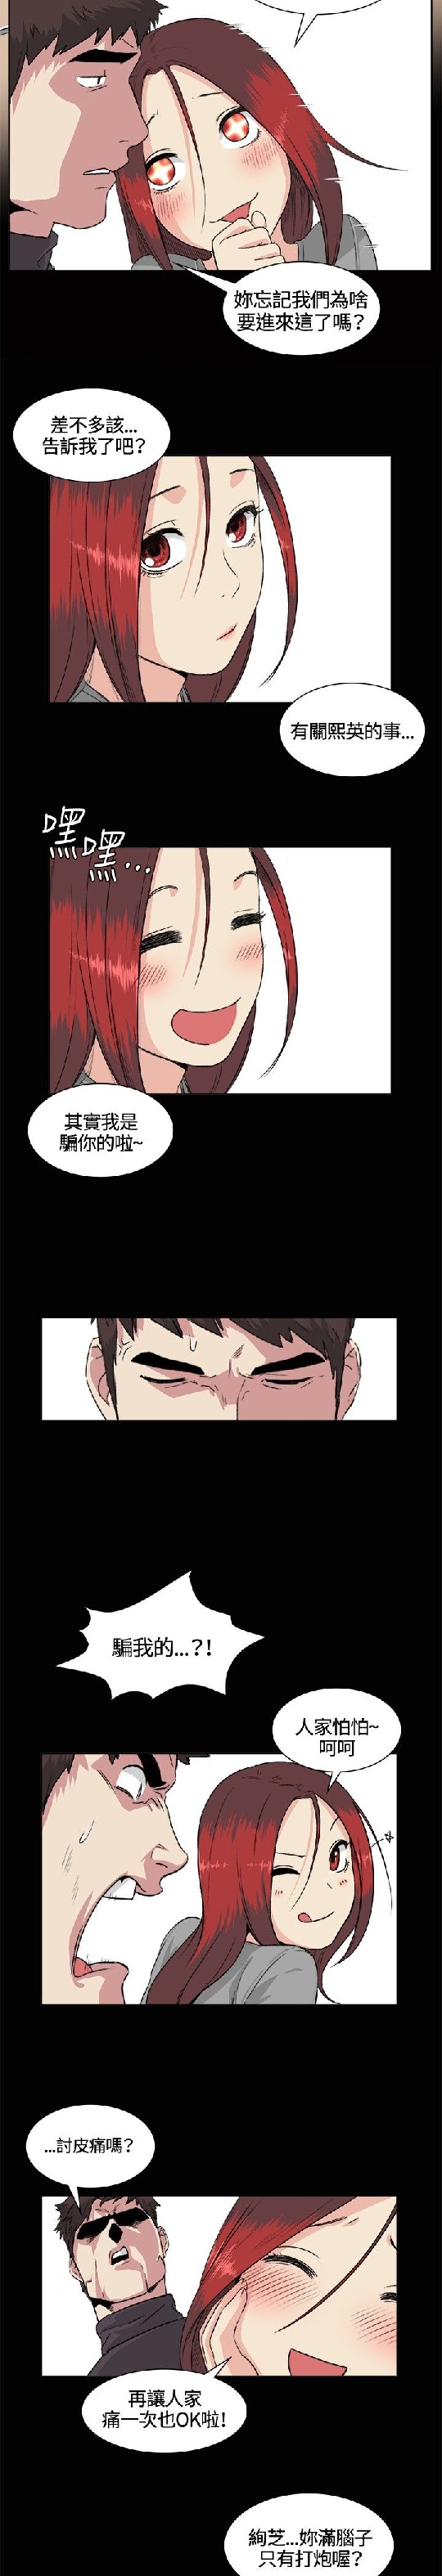 妳忘記我們為啥
要進來這了嗎?
差不多該...
告訴我了吧?
有關熙英的事...
嘿嘿...
其實我是
騙你的啦~
騙我的...?!
人家怕怕~
呵呵
...討皮痛嗎?
再讓人家
痛一次也OK啦!
絢芝...妳滿腦子
只有打炮喔?